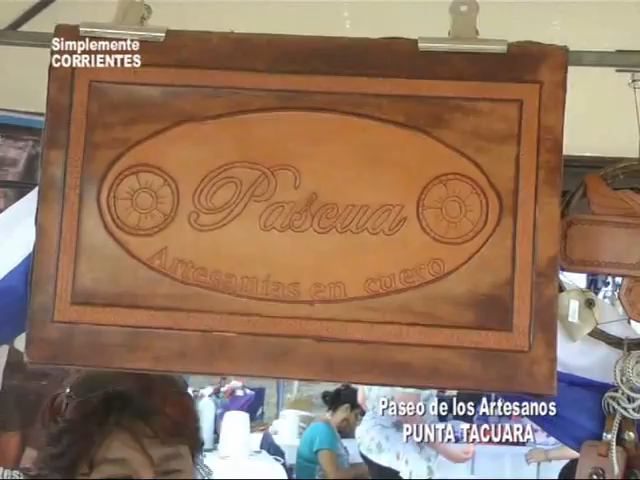 Simplemente
CORRIENTES
Pascua
Artesanías en cuero
Paseo de los Artesanos
PUNTA TACUARA